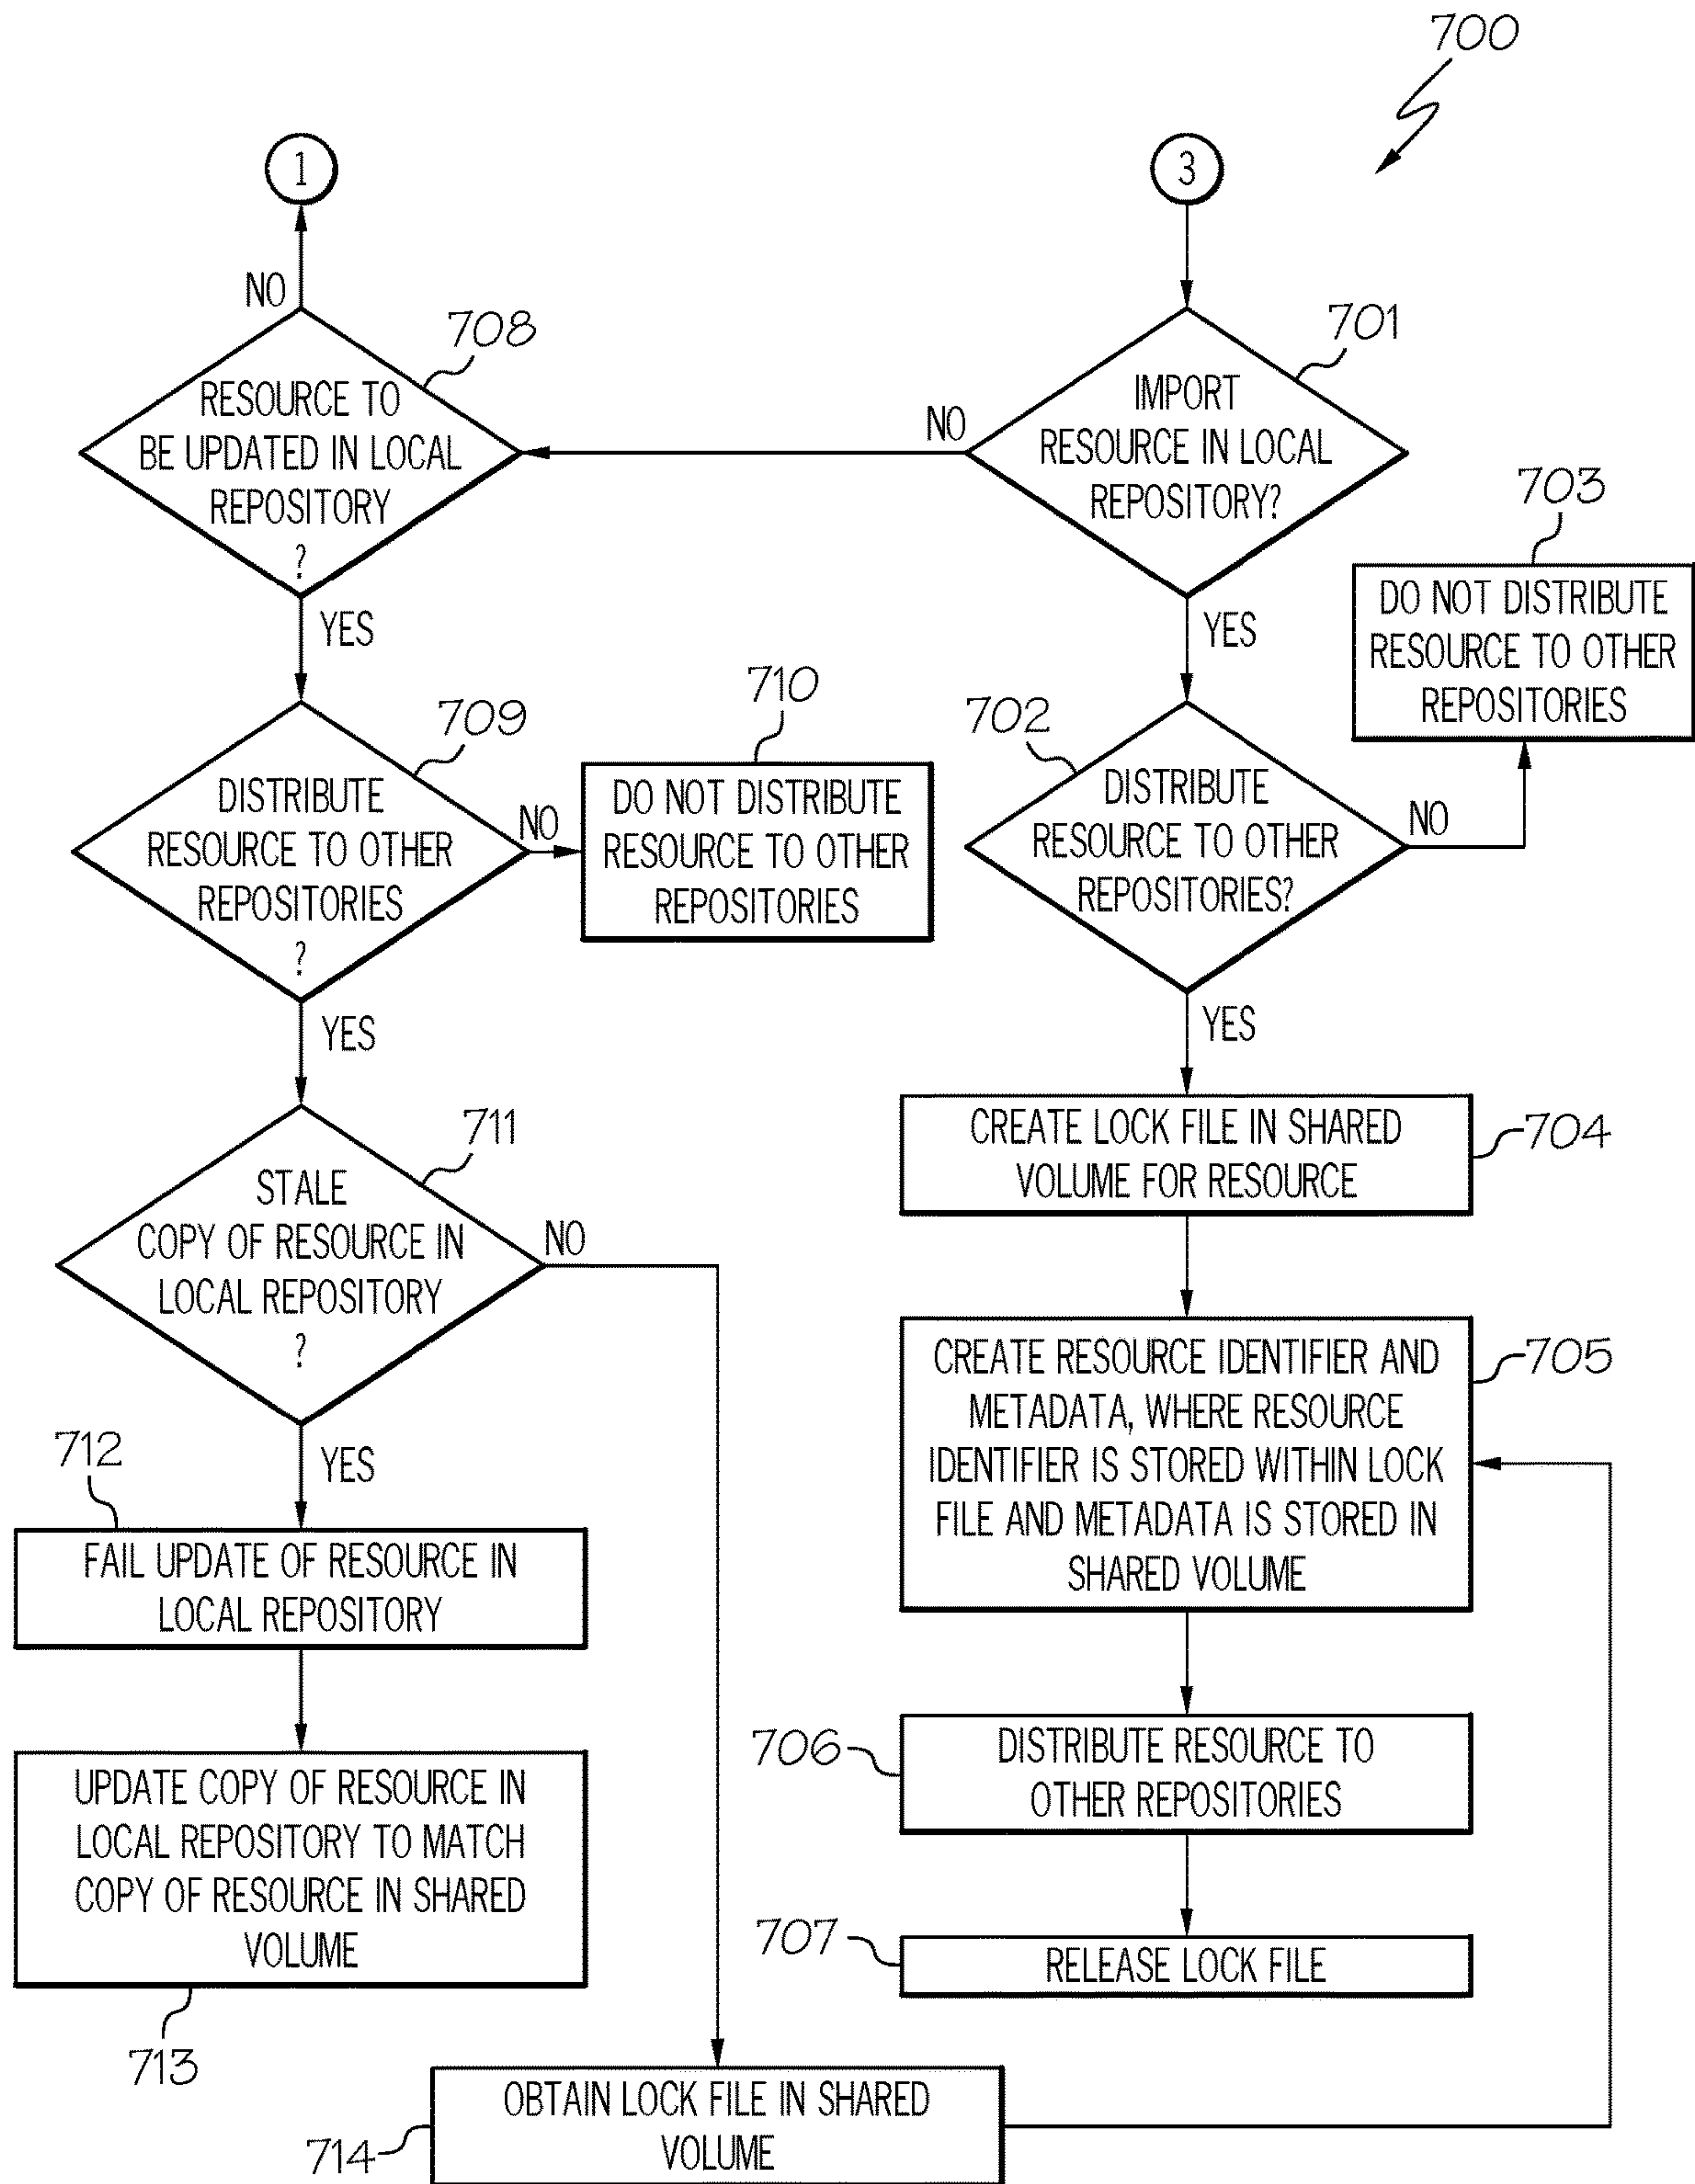 700
1
3
NO
708
RESOURCE TO
BE UPDATED IN LOCAL
REPOSITORY
?
YES
NO
701
IMPORT
RESOURCE IN LOCAL
REPOSITORY?
YES
703
DO NOT DISTRIBUTE
RESOURCE TO OTHER
REPOSITORIES
709
DISTRIBUTE
RESOURCE TO OTHER
REPOSITORIES
?
NO
YES
710
DO NOT DISTRIBUTE
RESOURCE TO OTHER
REPOSITORIES
702
DISTRIBUTE
RESOURCE TO OTHER
REPOSITORIES?
NO
YES
711
STALE
COPY OF RESOURCE IN
LOCAL REPOSITORY
?
NO
YES
CREATE LOCK FILE IN SHARED
VOLUME FOR RESOURCE
704
CREATE RESOURCE IDENTIFIER AND
METADATA, WHERE RESOURCE
IDENTIFIER IS STORED WITHIN LOCK
FILE AND METADATA IS STORED IN
SHARED VOLUME
705
712
FAIL UPDATE OF RESOURCE IN
LOCAL REPOSITORY
706
DISTRIBUTE RESOURCE TO
OTHER REPOSITORIES
UPDATE COPY OF RESOURCE IN
LOCAL REPOSITORY TO MATCH
COPY OF RESOURCE IN SHARED
VOLUME
713
707
RELEASE LOCK FILE
OBTAIN LOCK FILE IN SHARED
VOLUME
714